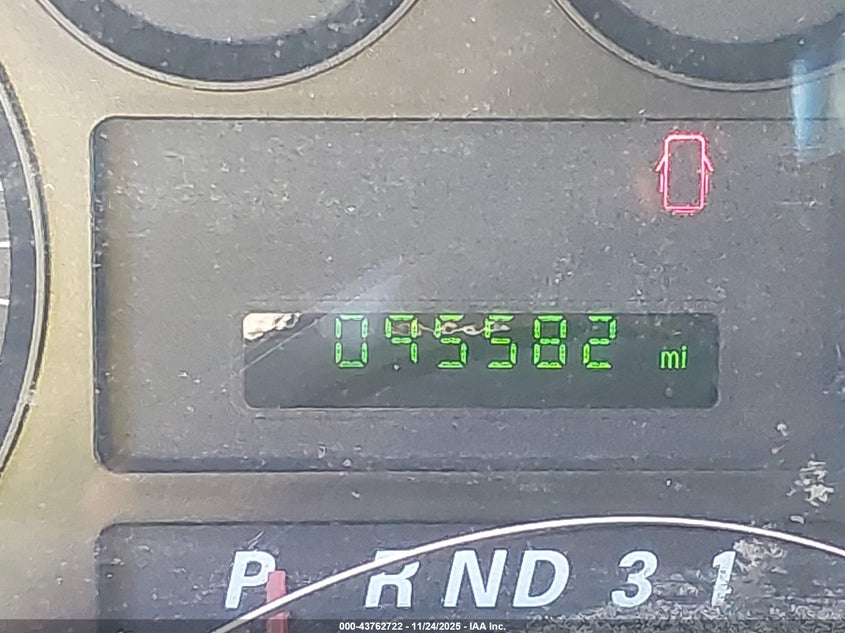 095582 mi
P R N D 3 1
000-43762722 - 11/24/2025 - IAA Inc.